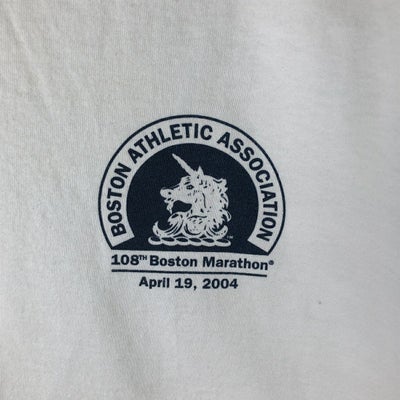 BOSTON ATHLETIC ASSOCIATION
108TH Boston Marathon®
April 19, 2004